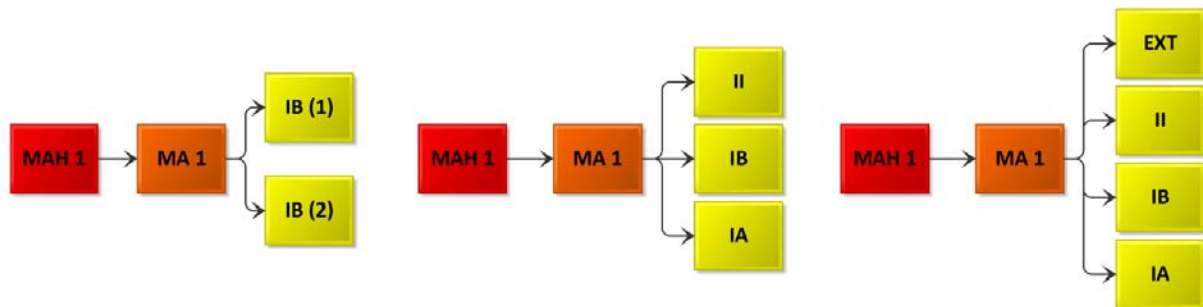 MAH 1
MA 1
IB (1)
IB (2)
MAH 1
MA 1
II
IB
IA
MAH 1
MA 1
EXT
II
IB
IA